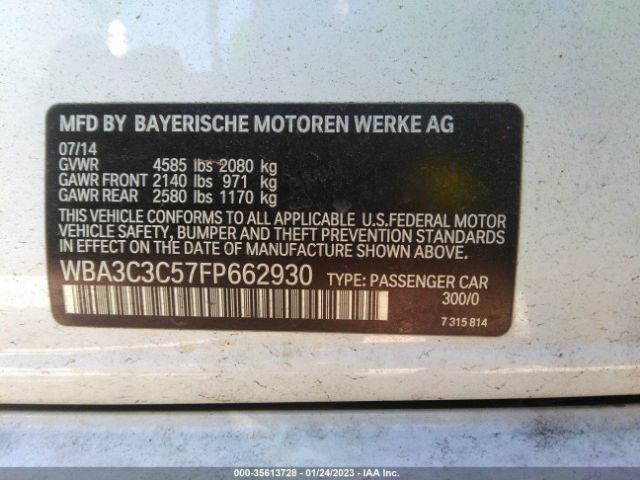 MFD BY BAYERISCHE MOTOREN WERKE AG
07/14
GVWR 4585 lbs 2080 kg
GAWR FRONT 2140 lbs 971 kg
GAWR REAR 2580 lbs 1170 kg
THIS VEHICLE CONFORMS TO ALL APPLICABLE U.S.FEDERAL MOTOR
VEHICLE SAFETY, BUMPER AND THEFT PREVENTION STANDARDS
IN EFFECT ON THE DATE OF MANUFACTURE SHOWN ABOVE.
WBA3C3C57FP662930 TYPE: PASSENGER CAR
300/0
7 315 814
000-35613728 - 01/24/2023 - IAA Inc.